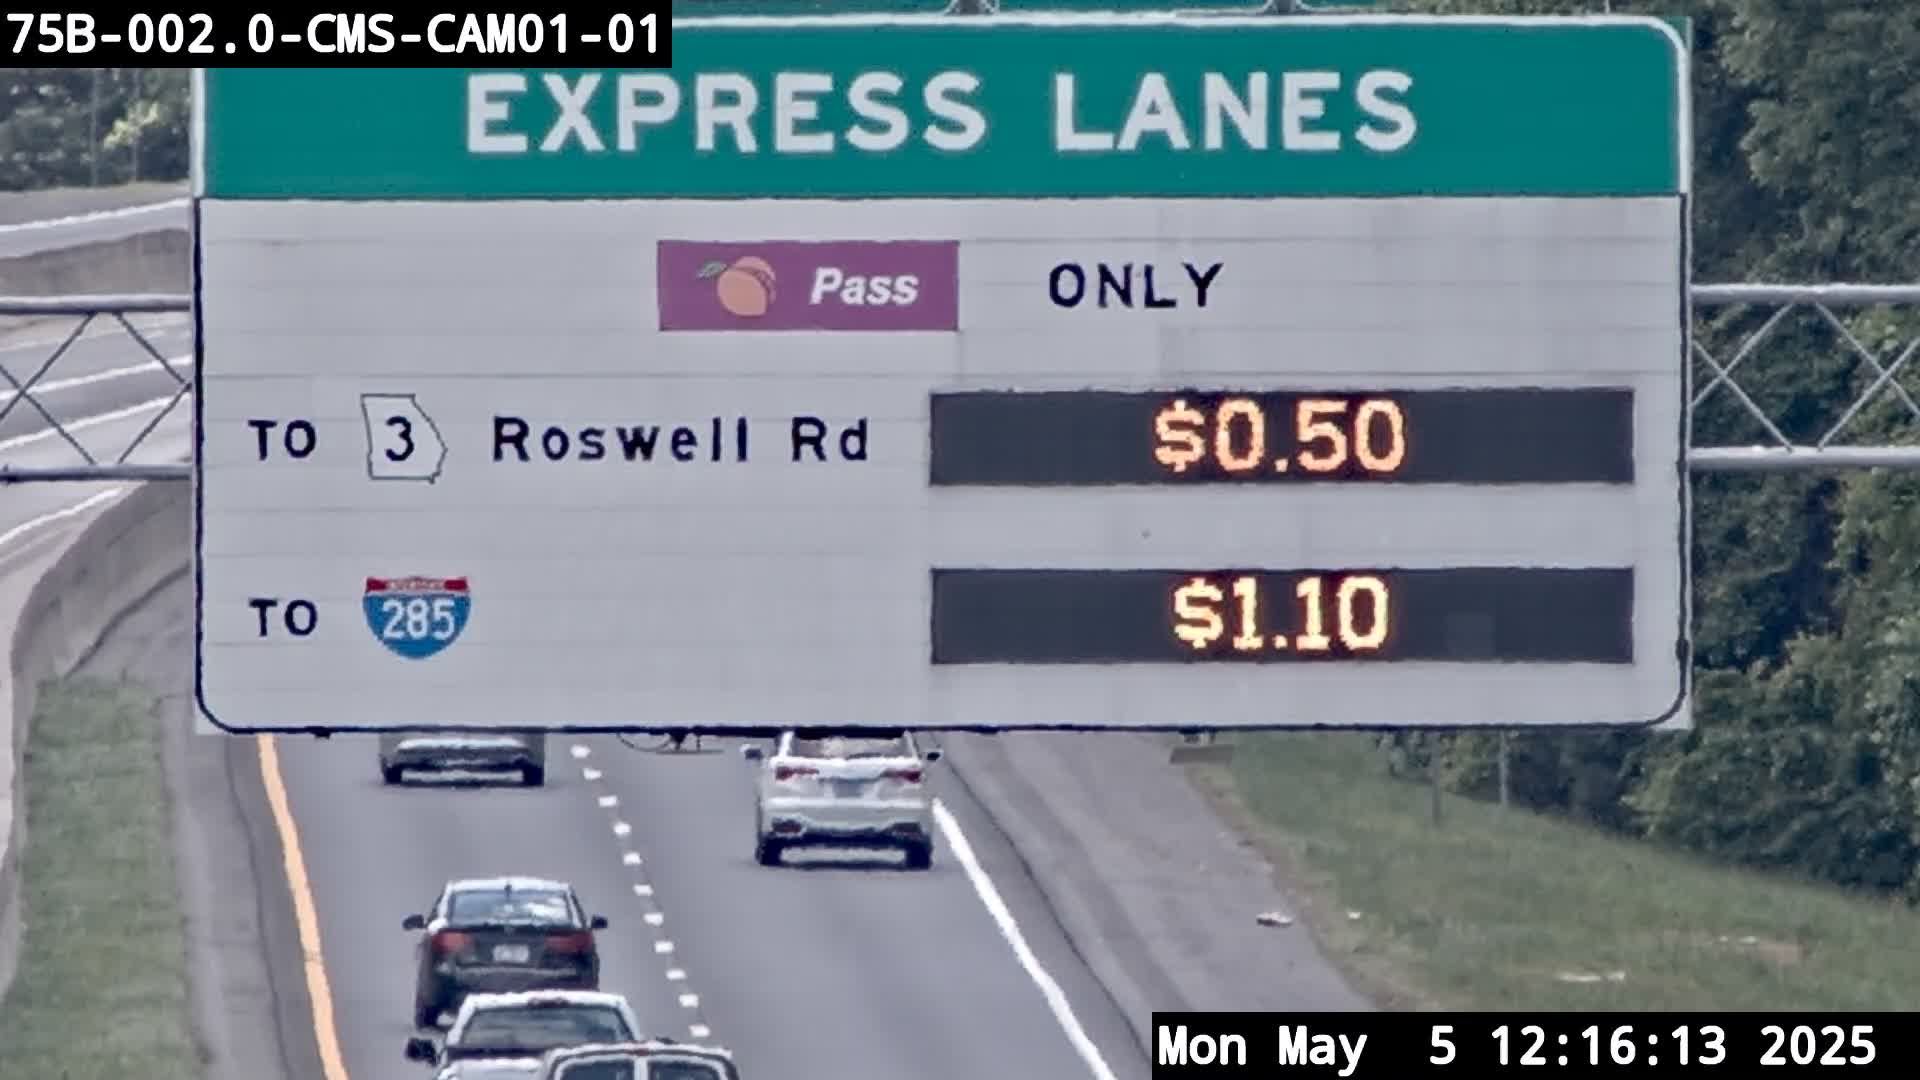 75B-002.0-CMS-CAM01-01
EXPRESS LANES
Pass ONLY
TO 3 Roswell Rd $0.50
TO 285 $1.10
Mon May 5 12:16:13 2025